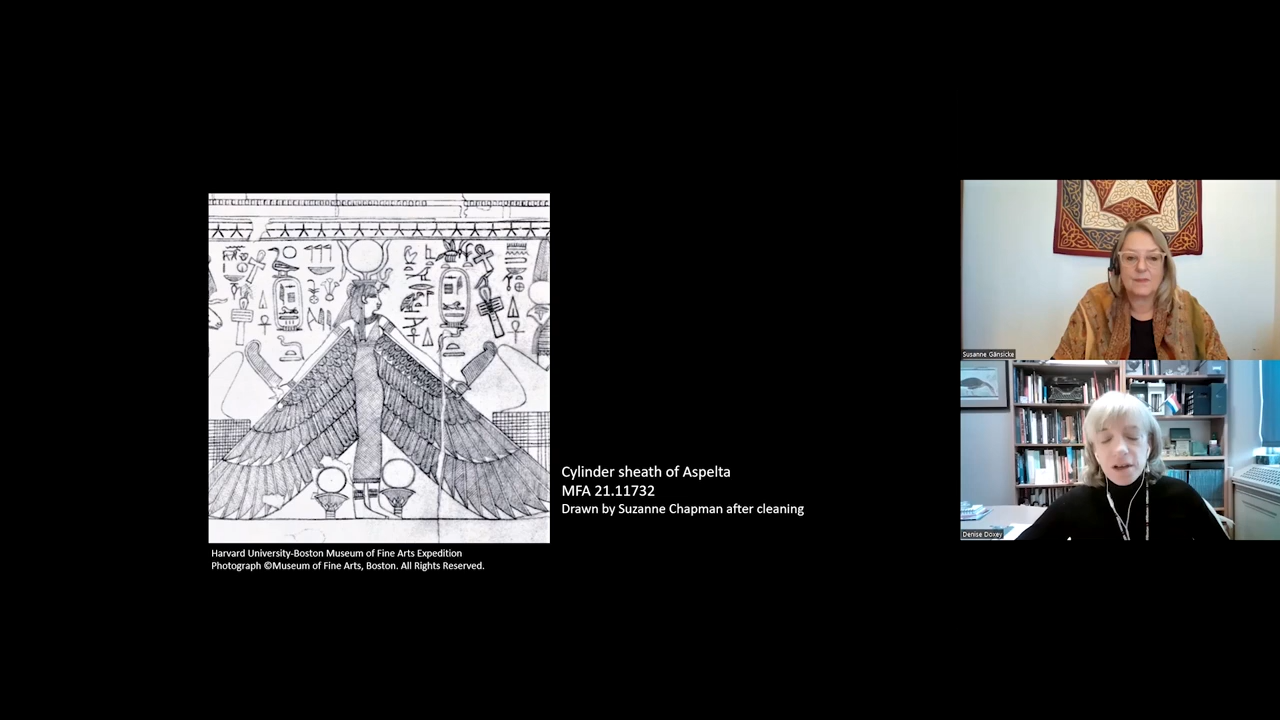 Cylinder sheath of Aspelta
MFA 21.11732
Drawn by Suzanne Chapman after cleaning
Harvard University-Boston Museum of Fine Arts Expedition
Photograph ©Museum of Fine Arts, Boston. All Rights Reserved.
Susanne Gänsicke
Denise Doxey